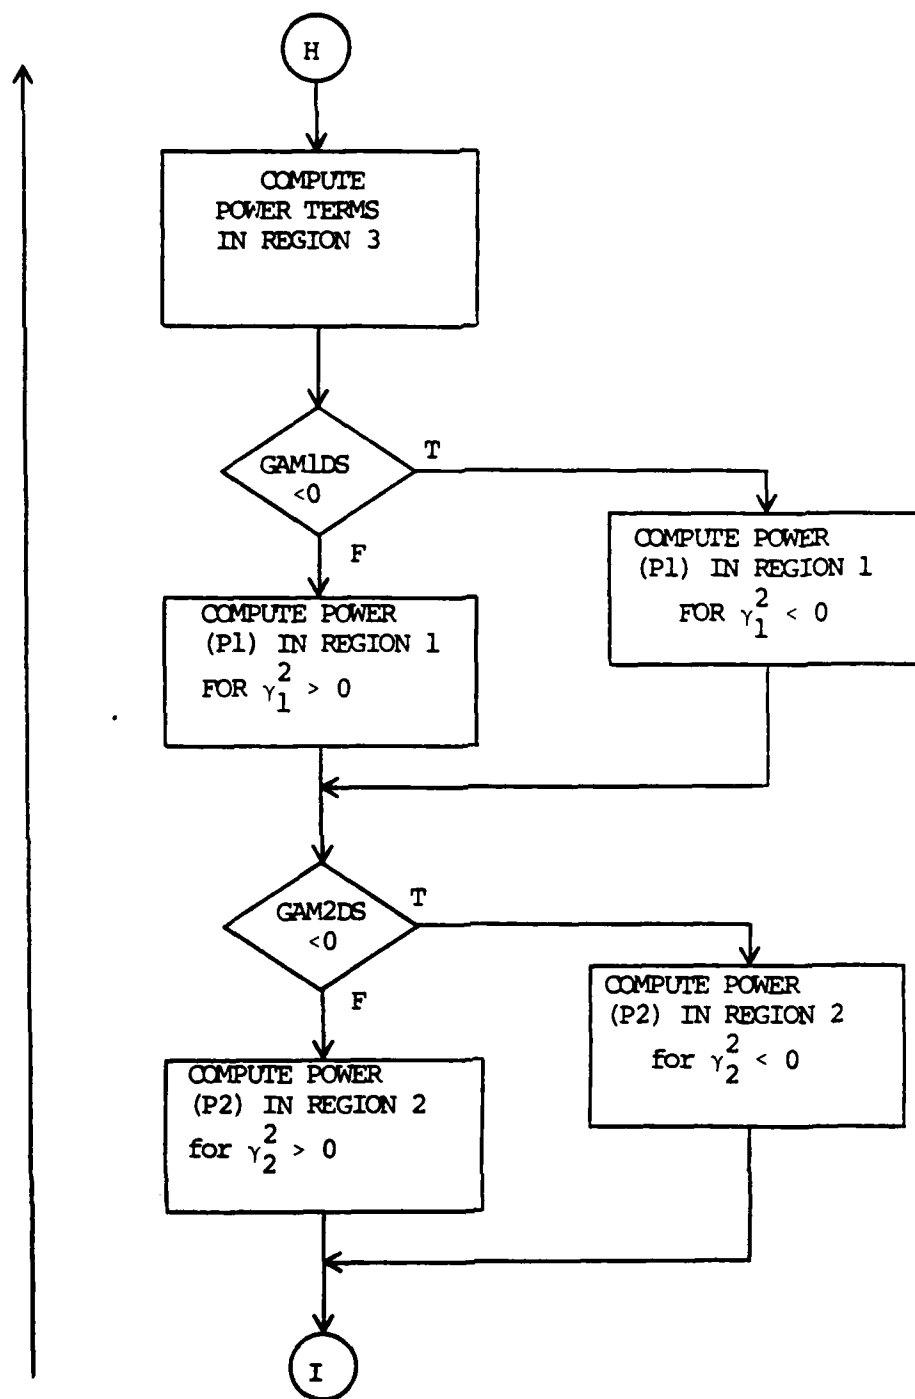 H
COMPUTE
POWER TERMS
IN REGION 3
GAM1DS
<0
T
F
COMPUTE POWER
(P1) IN REGION 1
FOR γ₁² < 0
COMPUTE POWER
(P1) IN REGION 1
FOR γ₁² > 0
GAM2DS
<0
T
F
COMPUTE POWER
(P2) IN REGION 2
for γ₂² < 0
COMPUTE POWER
(P2) IN REGION 2
for γ₂² > 0
I